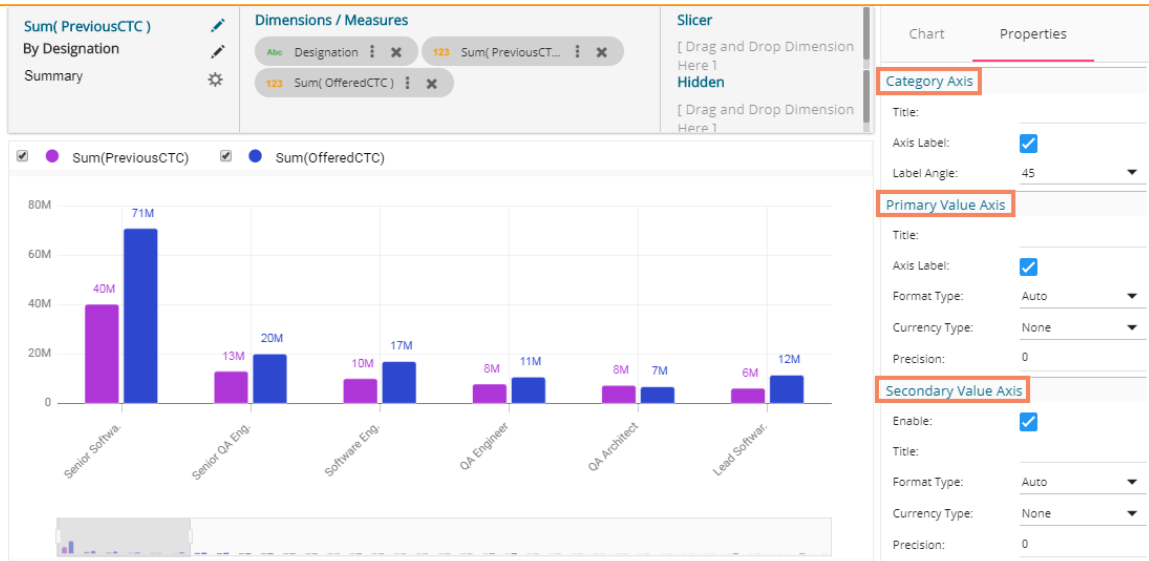 Sum( PreviousCTC )
By Designation
Summary
Dimensions / Measures
Abc Designation
123 Sum( PreviousCT...
123 Sum( OfferedCTC )
Slicer
[ Drag and Drop Dimension
Here ]
Hidden
[ Drag and Drop Dimension
Here ]
Sum(PreviousCTC)
Sum(OfferedCTC)
80M
60M
40M
20M
0
40M
71M
13M
20M
10M
17M
8M
11M
8M
7M
6M
12M
Senior Softwa.
Senior QA Eng.
Software Eng.
QA Engineer
QA Architect
Lead Softwar.
Chart
Properties
Category Axis
Title:
Axis Label:
Label Angle: 45
Primary Value Axis
Title:
Axis Label:
Format Type: Auto
Currency Type: None
Precision: 0
Secondary Value Axis
Enable:
Title:
Format Type: Auto
Currency Type: None
Precision: 0